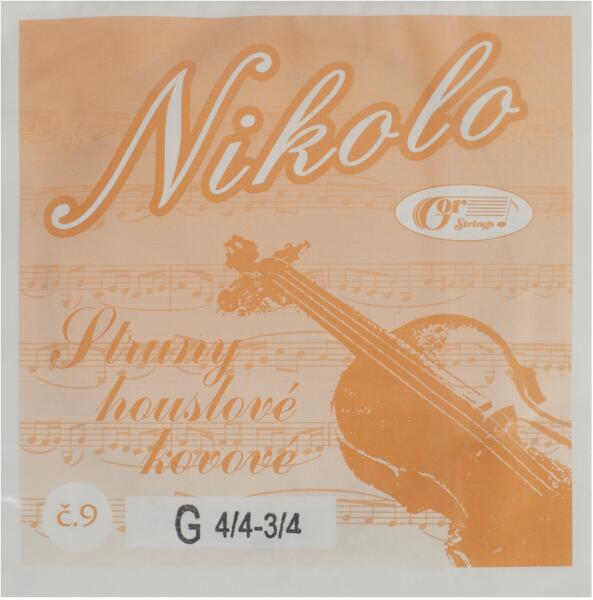 Nikolo
Gor
Strings
Struny
houslové
kovové
č.9
G 4/4-3/4